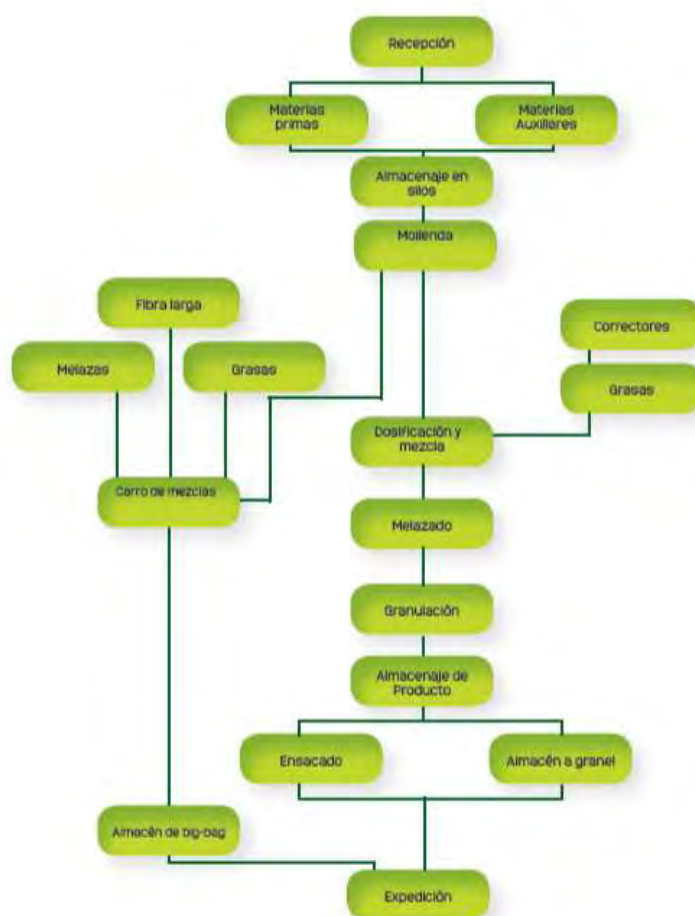 Recepción
Materias
primas
Materias
Auxiliares
Almacenaje en
silos
Molienda
Fibra larga
Melazas
Grasas
Correctores
Grasas
Dosificación y
mezcla
Carro de mezclas
Melazado
Granulación
Almacenaje de
Producto
Ensacado
Almacén a granel
Almacén de big-bag
Expedición